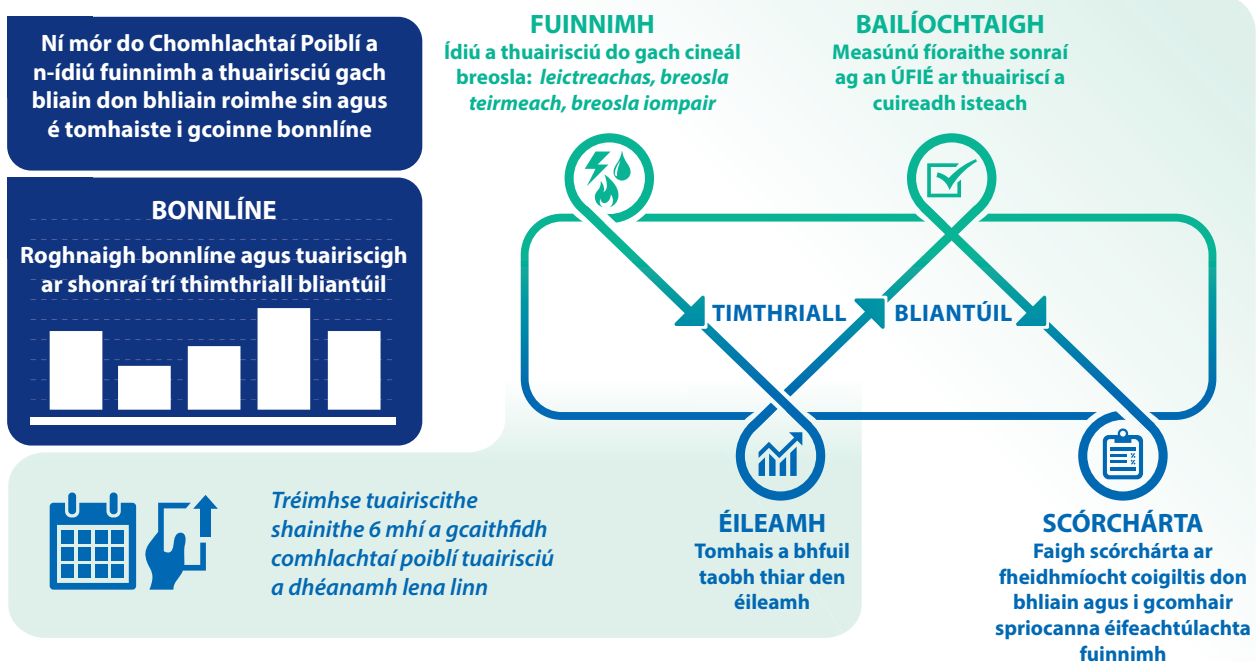 Ní mór do Chomhlachtaí Poiblí a
n-ídiú fuinnimh a thuairisciú gach
bliain don bhliain roimhe sin agus
é tomhaiste i gcoinne bonnlíne
BONNLÍNE
Roghnaigh bonnlíne agus tuairiscigh
ar shonraí trí thimthriall bliantúil
FUINNIMH
Ídiú a thuairisciú do gach cineál
breosla: leictreachas, breosla
teirmeach, breosla iompair
BAILÍOCHTAIGH
Measúnú fíoraithe sonraí
ag an ÚFIÉ ar thuairiscí a
cuireadh isteach
TIMTHRIALL BLIANTÚIL
Tréimhse tuairiscithe
shainithe 6 mhí a gcaithfidh
comhlachtaí poiblí tuairisciú
a dhéanamh lena linn
ÉILEAMH
Tomhais a bhfuil
taobh thiar den
éileamh
SCÓRCHÁRTA
Faigh scórchárta ar
fheidhmíocht coigiltis don
bhliain agus i gcomhair
spriocanna éifeachtúlachta
fuinnimh